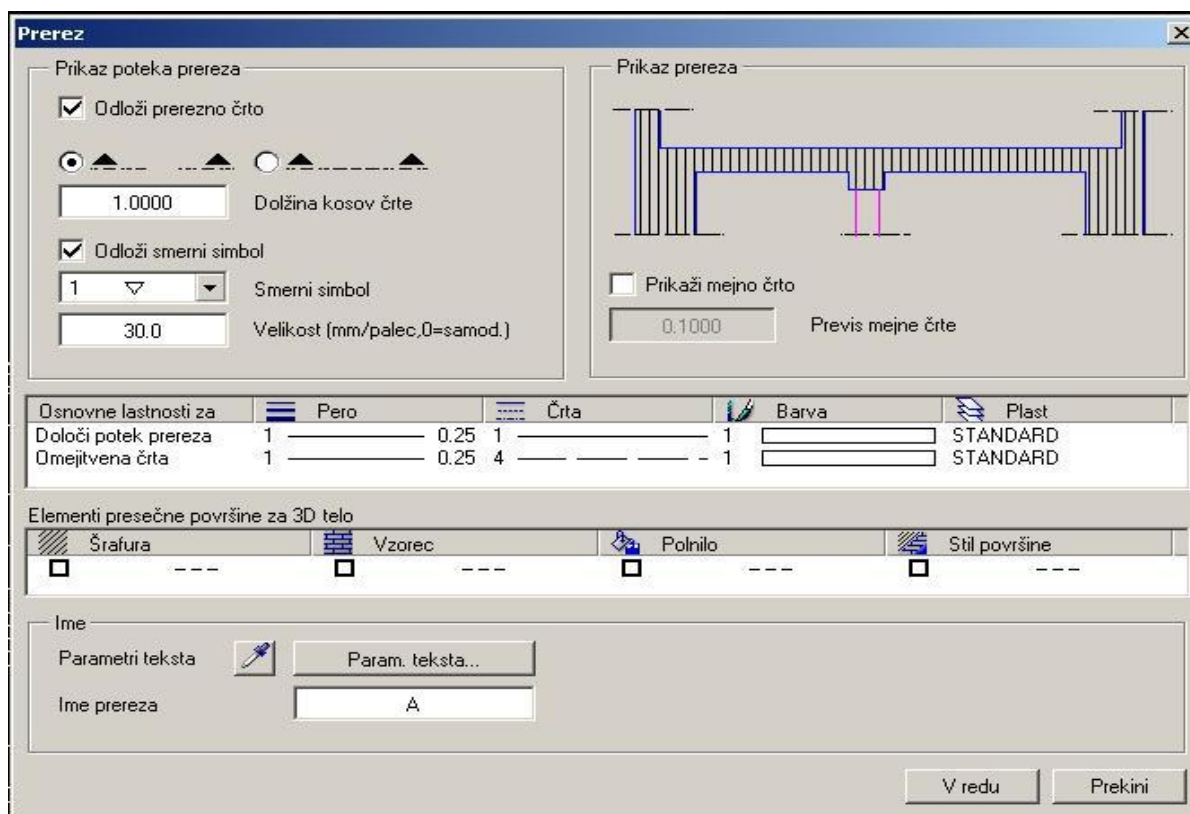 Prerez
Prikaz poteka prereza
Odloži prerezno črto
1.0000 Dolžina kosov črte
Odloži smerni simbol
1 Smerni simbol
30.0 Velikost (mm/palec,0=samod.)
Prikaz prereza
Prikaži mejno črto
0.1000 Previs mejne črte
Osnovne lastnosti za Pero Črta Barva Plast
Določi potek prereza 1 0.25 1 1 STANDARD
Omejitvena črta 1 0.25 4 1 STANDARD
Elementi presečne površine za 3D telo
Šrafura Vzorec Polnilo Stil površine
--- --- --- ---
Ime
Parametri teksta Param. teksta...
Ime prereza A
V redu Prekini